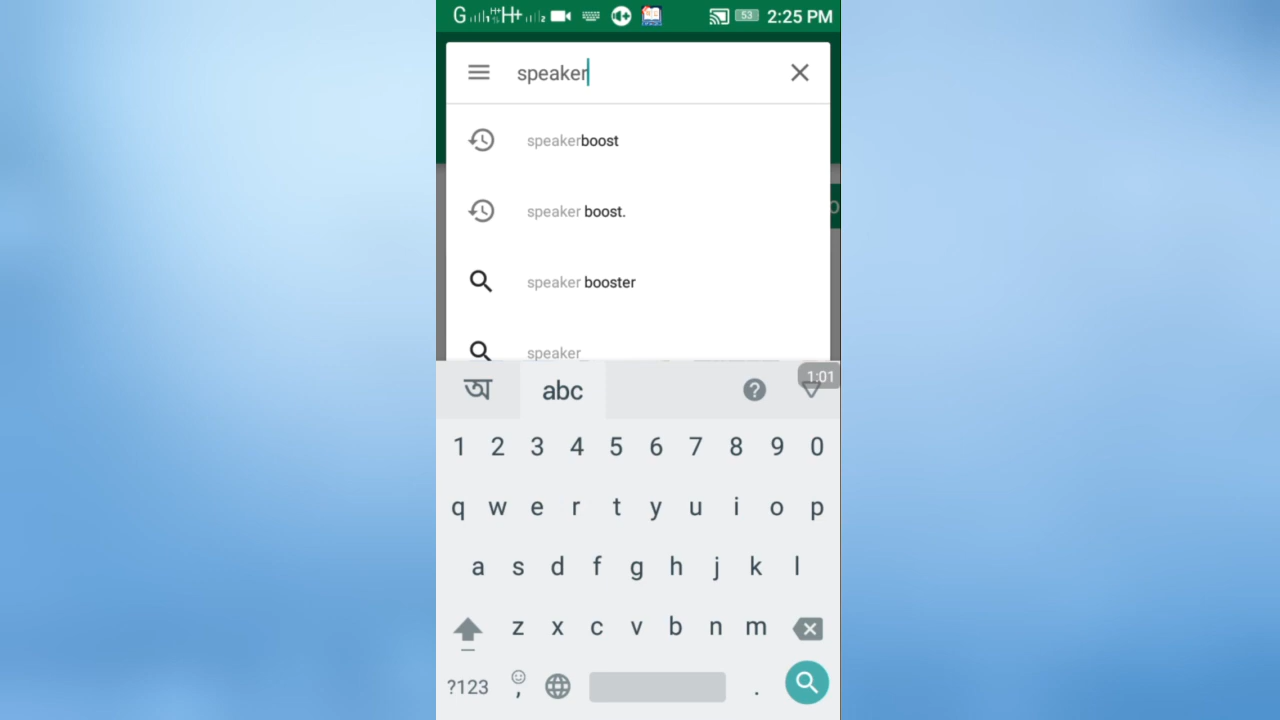 G H+ H+ 53 2:25 PM
speaker
speakerboost
speaker boost.
speaker booster
speaker
1:01
অ abc
1 2 3 4 5 6 7 8 9 0
q w e r t y u i o p
a s d f g h j k l
z x c v b n m
?123 , .